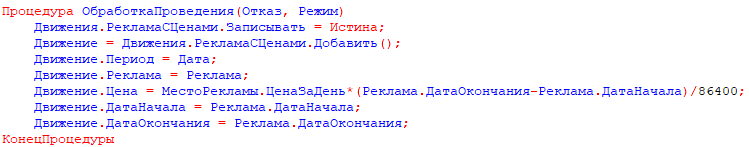 Процедура ОбработкаПроведения(Отказ, Режим)
Движения.РекламаСЦенами.Записывать = Истина;
Движение = Движения.РекламаСЦенами.Добавить();
Движение.Период = Дата;
Движение.Реклама = Реклама;
Движение.Цена = МестоРекламы.ЦенаЗаДень*(Реклама.ДатаОкончания-Реклама.ДатаНачала)/86400;
Движение.ДатаНачала = Реклама.ДатаНачала;
Движение.ДатаОкончания = Реклама.ДатаОкончания;
КонецПроцедуры